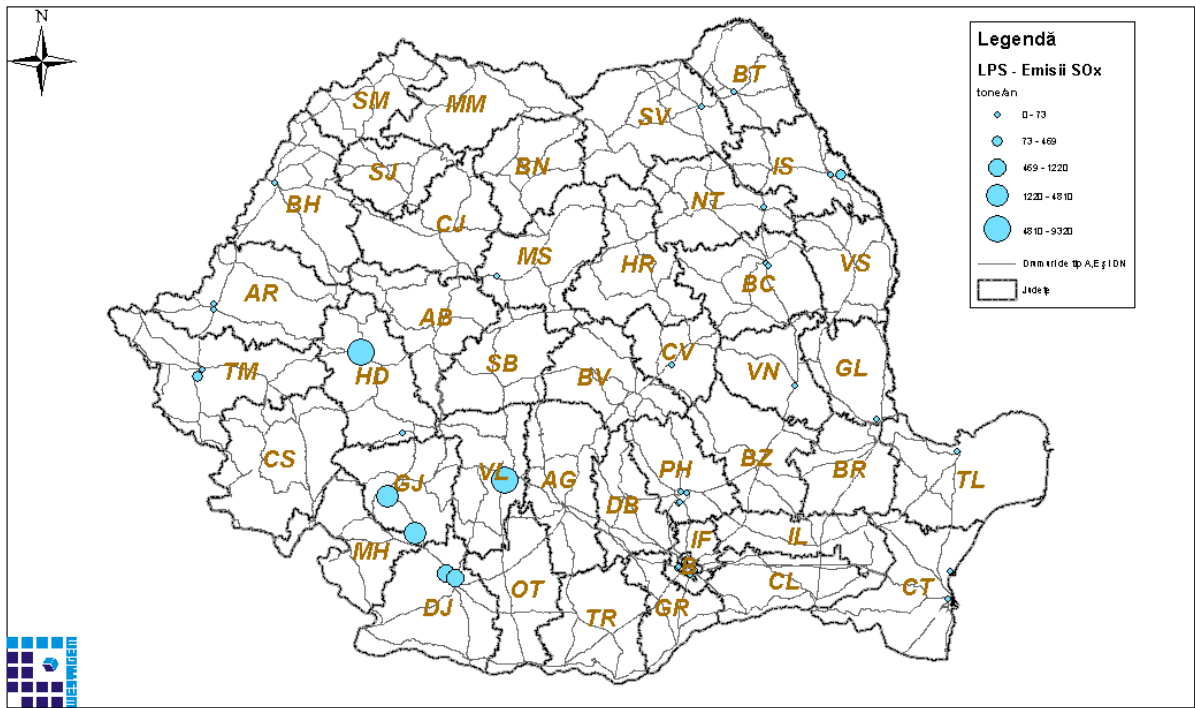 N
Legendă
LPS - Emisii SOx
tone/an
0 - 73
73 - 469
469 - 1220
1220 - 4810
4810 - 9320
Drumuri de tip A,E și DN
Județe
SM
MM
SV
BT
SJ
BN
IS
BH
CJ
NT
MS
HR
BC
VS
AR
AB
TM
HD
SB
BV
CV
VN
GL
CS
GJ
VL
AG
DB
PH
BZ
BR
TL
MH
DJ
OT
TR
IF
B
GR
IL
CL
CT
WESTAGEM